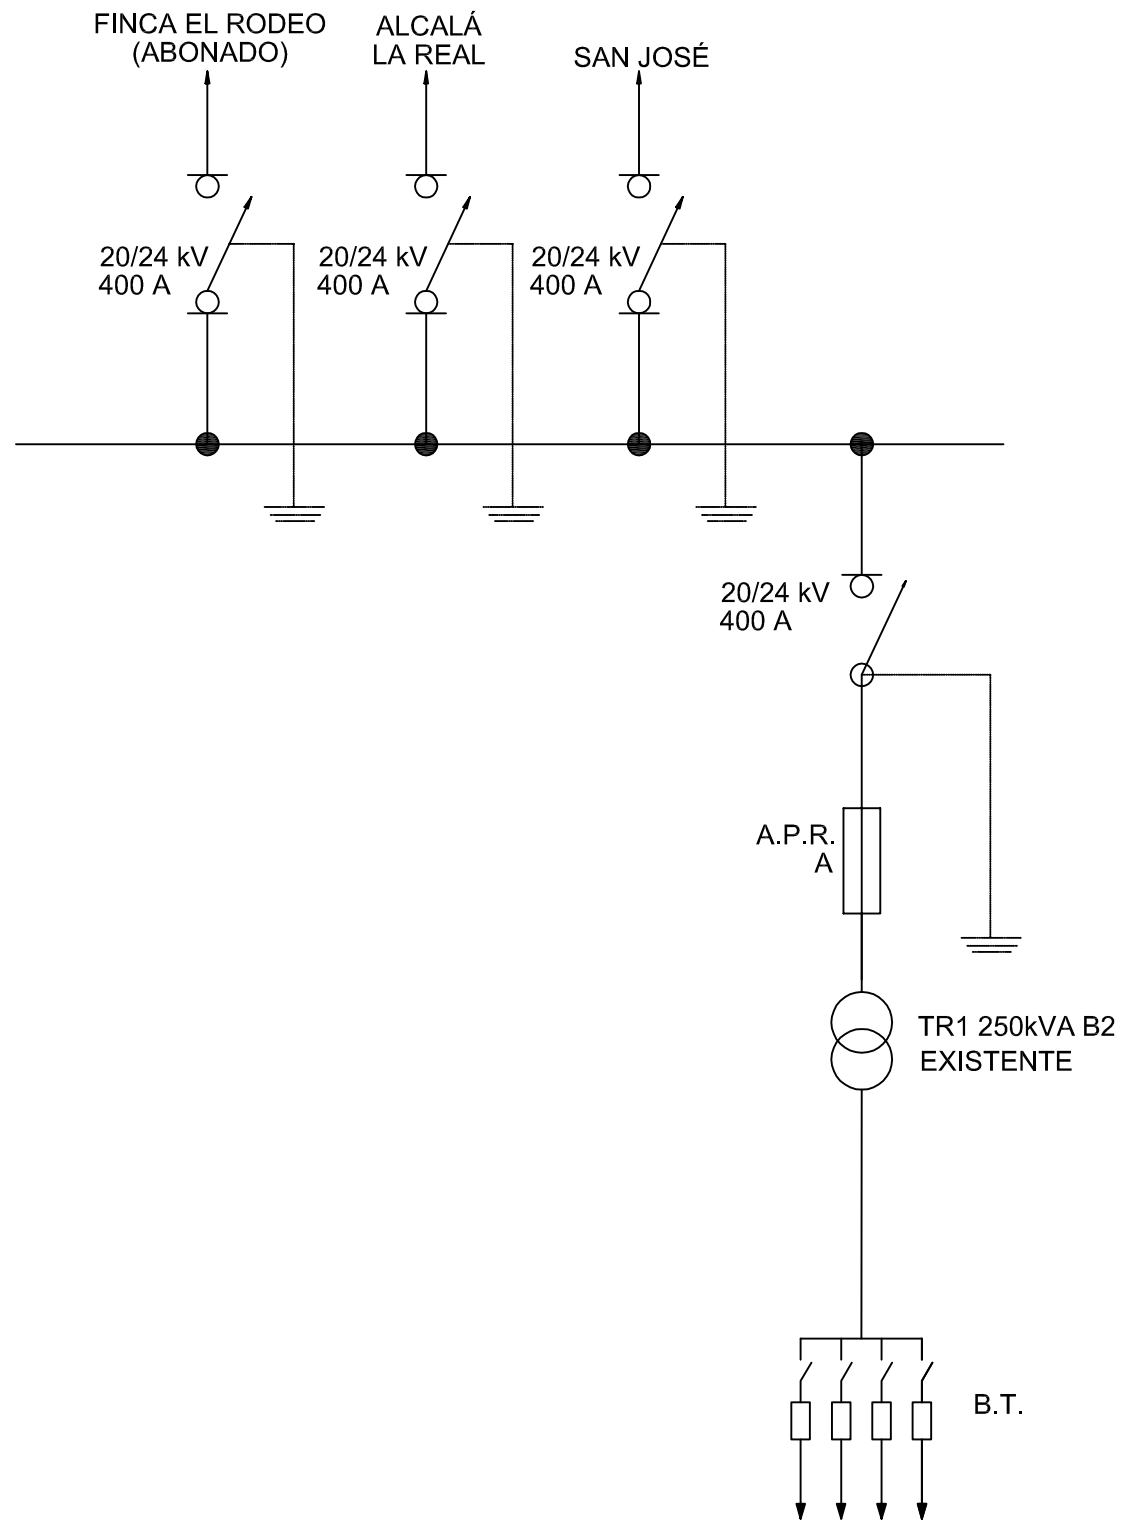 FINCA EL RODEO
(ABONADO)
ALCALÁ
LA REAL
SAN JOSÉ
20/24 kV
400 A
20/24 kV
400 A
20/24 kV
400 A
20/24 kV
400 A
A.P.R.
A
TR1 250kVA B2
EXISTENTE
B.T.